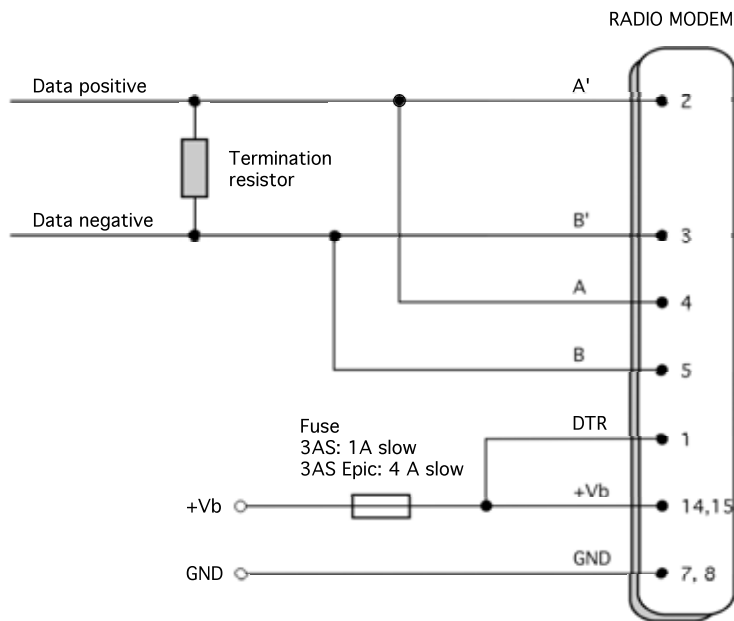 RADIO MODEM
Data positive
A'
2
Termination
resistor
Data negative
B'
3
A
4
B
5
Fuse
3AS: 1A slow
3AS Epic: 4 A slow
DTR
1
+Vb
+Vb
14,15
GND
GND
7, 8